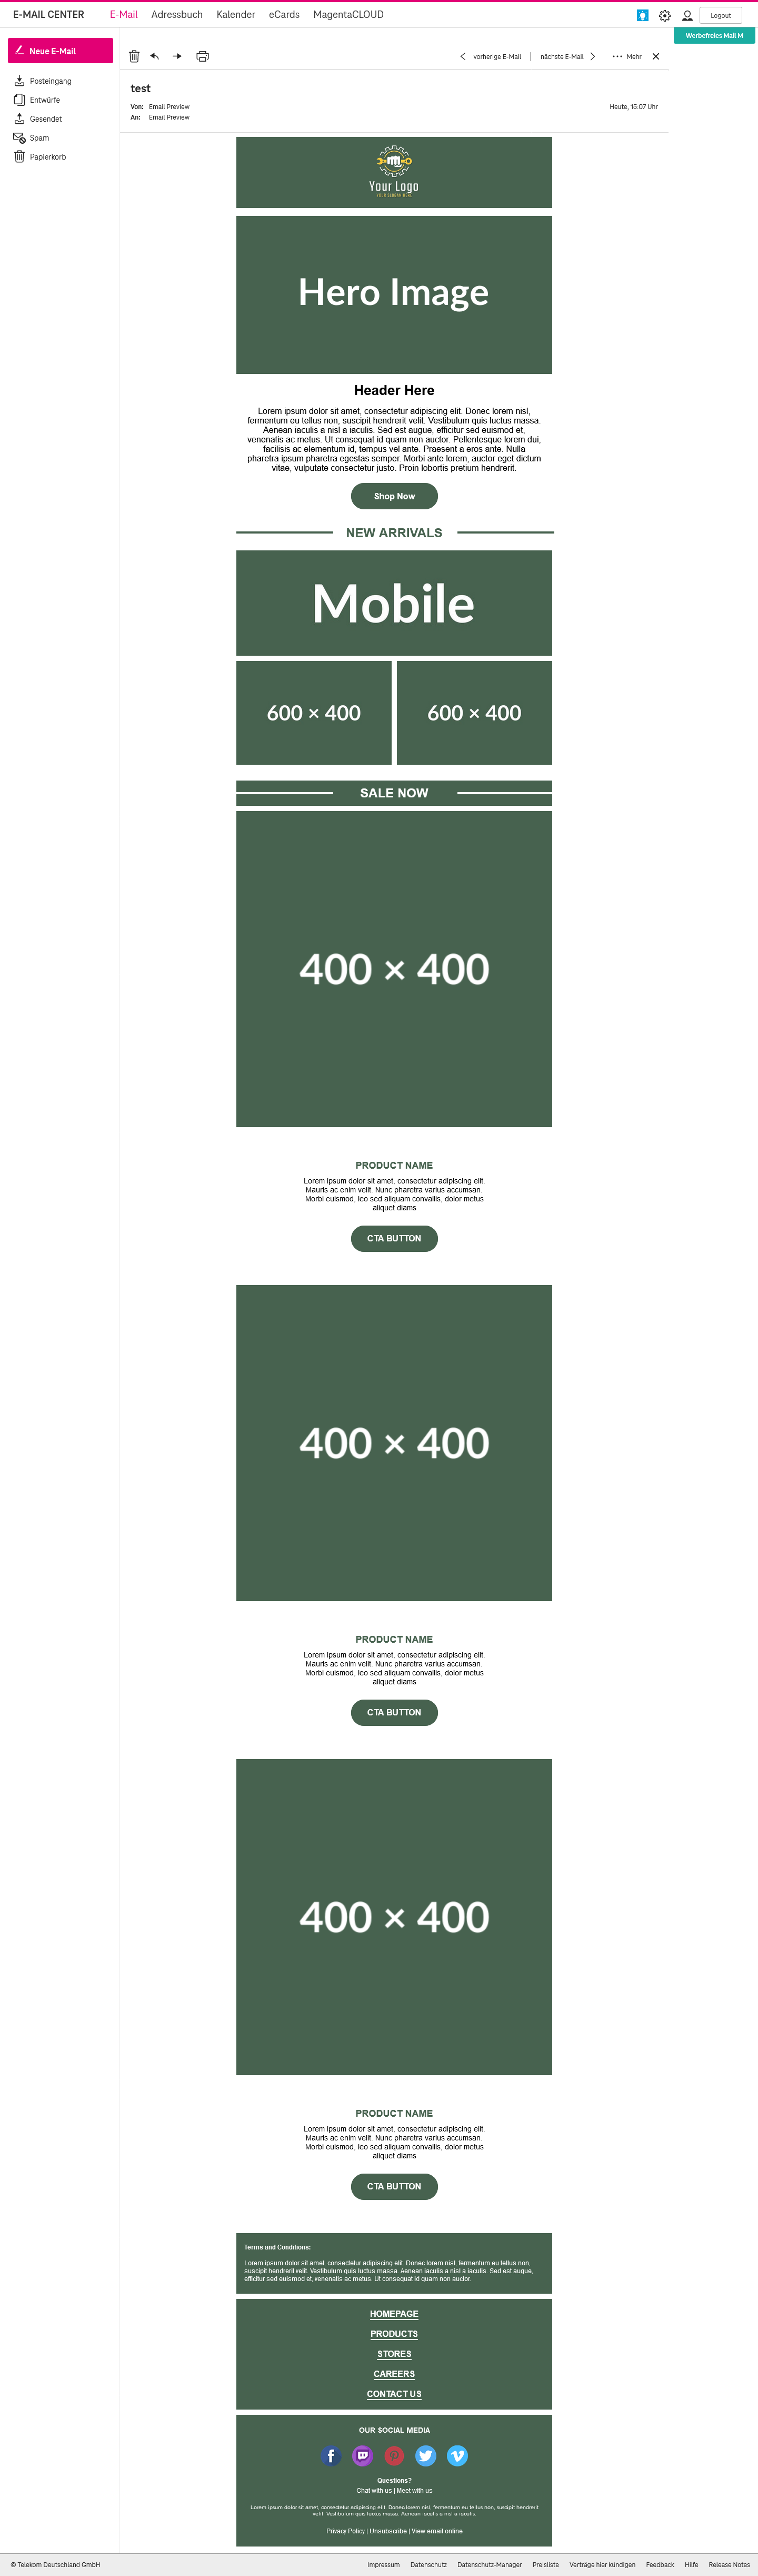 E-MAIL CENTER
E-Mail
Adressbuch
Kalender
eCards
MagentaCLOUD
Logout
Werbefreies Mail M
Neue E-Mail
Posteingang
Entwürfe
Gesendet
Spam
Papierkorb
vorherige E-Mail
nächste E-Mail
Mehr
test
Von: Email Preview
Heute, 15:07 Uhr
An: Email Preview
Your Logo
YOUR SLOGAN HERE
Hero Image
Header Here
Lorem ipsum dolor sit amet, consectetur adipiscing elit. Donec lorem nisl,
fermentum eu tellus non, suscipit hendrerit velit. Vestibulum quis luctus massa.
Aenean iaculis a nisl a iaculis. Sed est augue, efficitur sed euismod et,
venenatis ac metus. Ut consequat id quam non auctor. Pellentesque lorem dui,
facilisis ac elementum id, tempus vel ante. Praesent a eros ante. Nulla
pharetra ipsum pharetra egestas semper. Morbi ante lorem, auctor eget dictum
vitae, vulputate consectetur justo. Proin lobortis pretium hendrerit.
Shop Now
NEW ARRIVALS
Mobile
600 × 400
600 × 400
SALE NOW
400 × 400
PRODUCT NAME
Lorem ipsum dolor sit amet, consectetur adipiscing elit.
Mauris ac enim velit. Nunc pharetra varius accumsan.
Morbi euismod, leo sed aliquam convallis, dolor metus
aliquet diams
CTA BUTTON
400 × 400
PRODUCT NAME
Lorem ipsum dolor sit amet, consectetur adipiscing elit.
Mauris ac enim velit. Nunc pharetra varius accumsan.
Morbi euismod, leo sed aliquam convallis, dolor metus
aliquet diams
CTA BUTTON
400 × 400
PRODUCT NAME
Lorem ipsum dolor sit amet, consectetur adipiscing elit.
Mauris ac enim velit. Nunc pharetra varius accumsan.
Morbi euismod, leo sed aliquam convallis, dolor metus
aliquet diams
CTA BUTTON
Terms and Conditions:
Lorem ipsum dolor sit amet, consectetur adipiscing elit. Donec lorem nisl, fermentum eu tellus non,
suscipit hendrerit velit. Vestibulum quis luctus massa. Aenean iaculis a nisl a iaculis. Sed est augue,
efficitur sed euismod et, venenatis ac metus. Ut consequat id quam non auctor.
HOMEPAGE
PRODUCTS
STORES
CAREERS
CONTACT US
OUR SOCIAL MEDIA
Questions?
Chat with us | Meet with us
Lorem ipsum dolor sit amet, consectetur adipiscing elit. Donec lorem nisl, fermentum eu tellus non, suscipit hendrerit
velit. Vestibulum quis luctus massa. Aenean iaculis a nisl a iaculis.
Privacy Policy | Unsubscribe | View email online
© Telekom Deutschland GmbH
Impressum
Datenschutz
Datenschutz-Manager
Preisliste
Verträge hier kündigen
Feedback
Hilfe
Release Notes